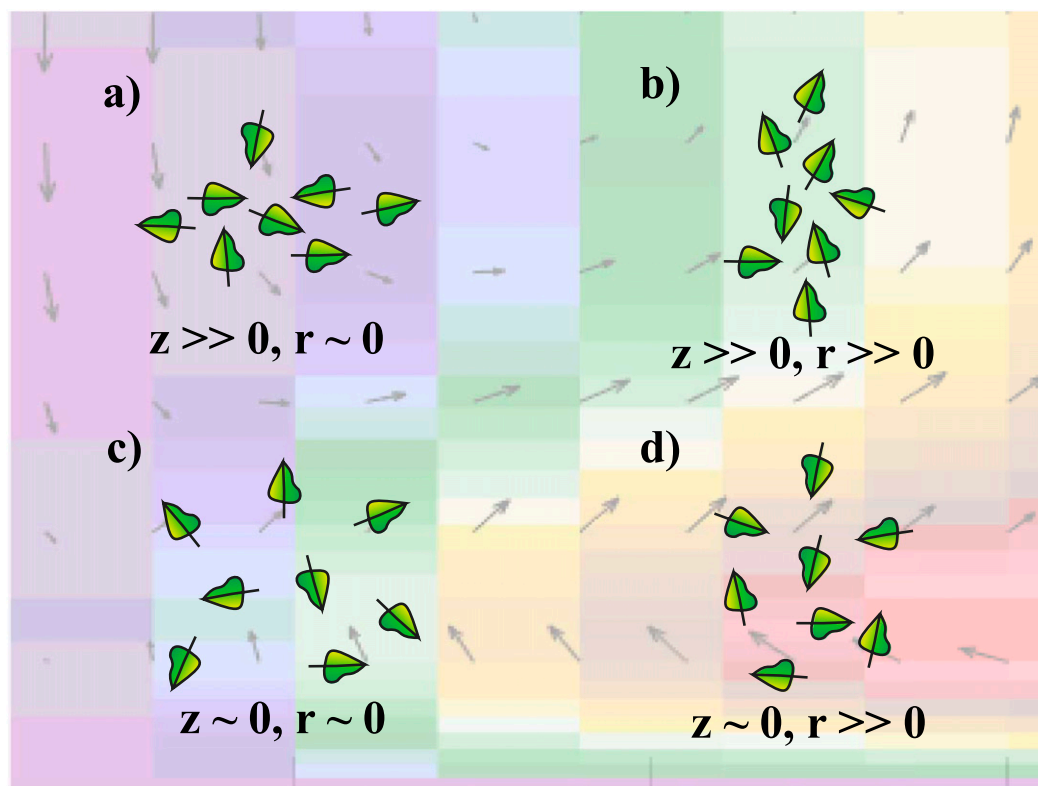 a)
z >> 0, r ~ 0
b)
z >> 0, r >> 0
c)
z ~ 0, r ~ 0
d)
z ~ 0, r >> 0